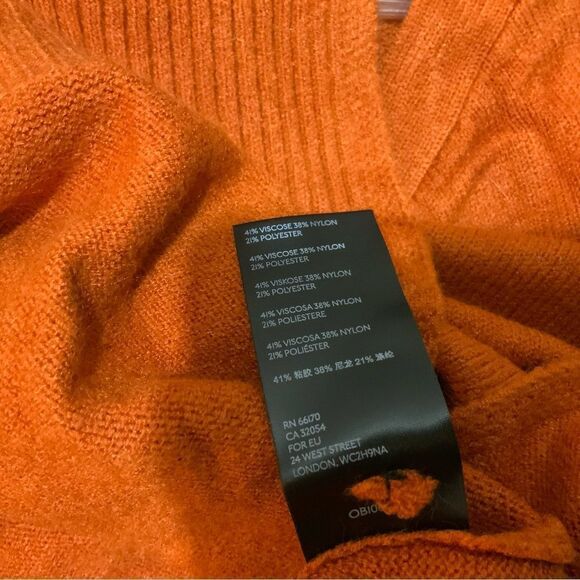 41% VISCOSE 38% NYLON
21% POLYESTER
41% VISCOSE 38% NYLON
21% POLYESTER
41% VISKOSE 38% NYLON
21% POLYESTER
41% VISCOSA 38% NYLON
21% POLIESTERE
41% VISCOSA 38% NYLON
21% POLIÉSTER
41% 粘胶 38% 尼龙 21% 涤纶
RN 66170
CA 32054
FOR EU
24 WEST STREET
LONDON, WC2H9NA